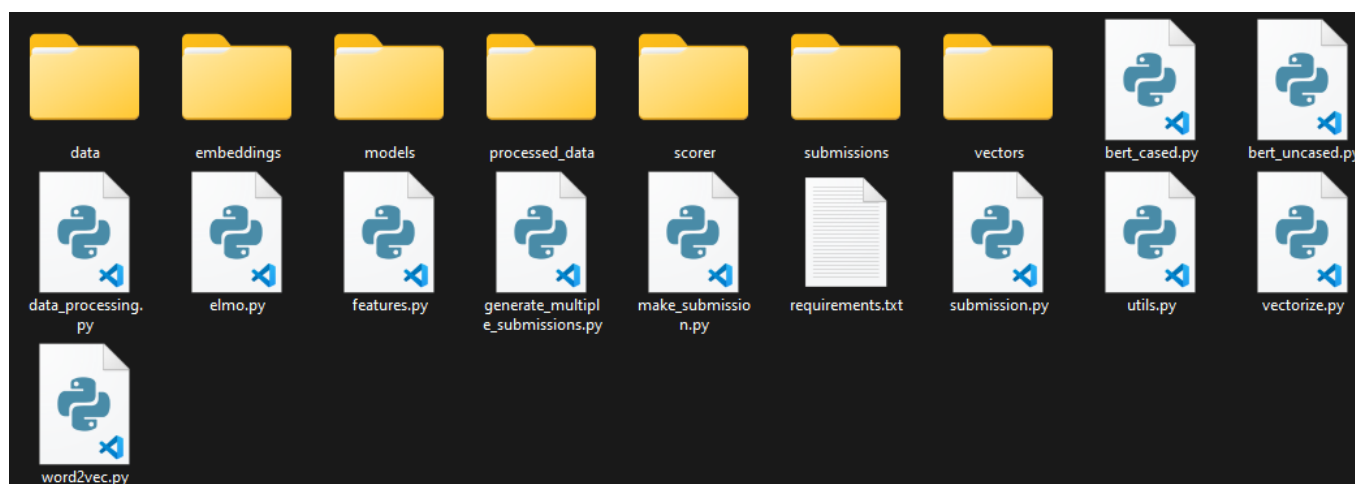 data embeddings models processed_data scorer submissions vectors bert_cased.py bert_uncased.py
data_processing. elmo.py features.py generate_multipl make_submissio requirements.txt submission.py utils.py vectorize.py
py e_submissions.py n.py
word2vec.py